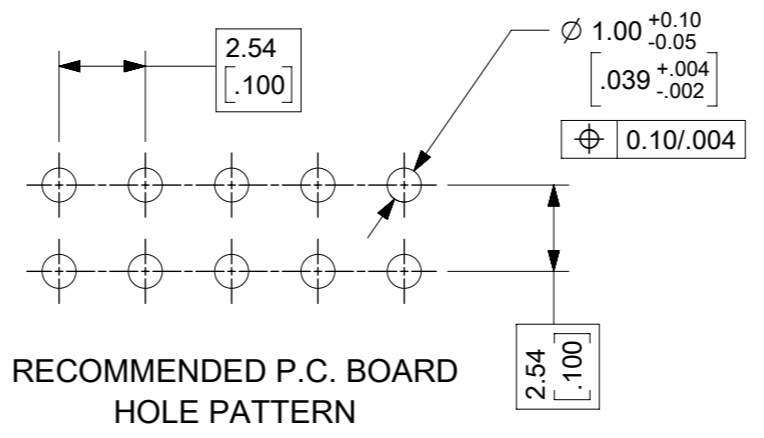 2.54
[.100]
Ø 1.00 +0.10
-0.05
[.039 +.004
-.002]
⌖ 0.10/.004
2.54
[.100]
RECOMMENDED P.C. BOARD
HOLE PATTERN